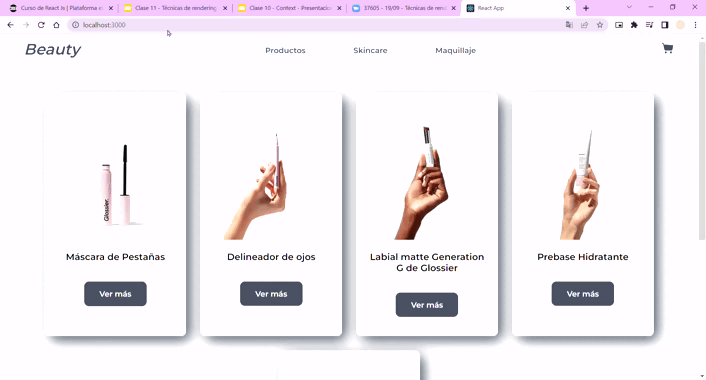 Curso de React Js | Plataforma e
Clase 11 - Técnicas de rendering
Clase 10 - Context - Presentacio
37605 - 19/09 - Técnicas de rend
React App
localhost:3000
Beauty
Productos
Skincare
Maquillaje
Glossier.
Máscara de Pestañas
Ver más
Delineador de ojos
Ver más
Labial matte Generation
G de Glossier
Ver más
Prebase Hidratante
Ver más